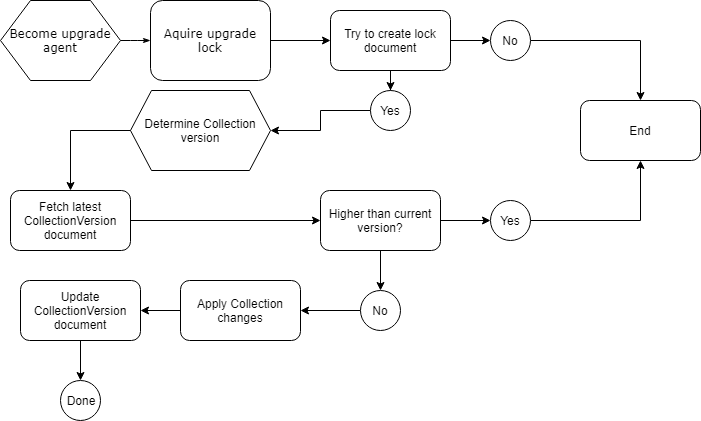 Become upgrade
agent
Aquire upgrade
lock
Try to create lock
document
No
Yes
Determine Collection
version
End
Fetch latest
CollectionVersion
document
Higher than current
version?
Yes
Update
CollectionVersion
document
Apply Collection
changes
No
Done